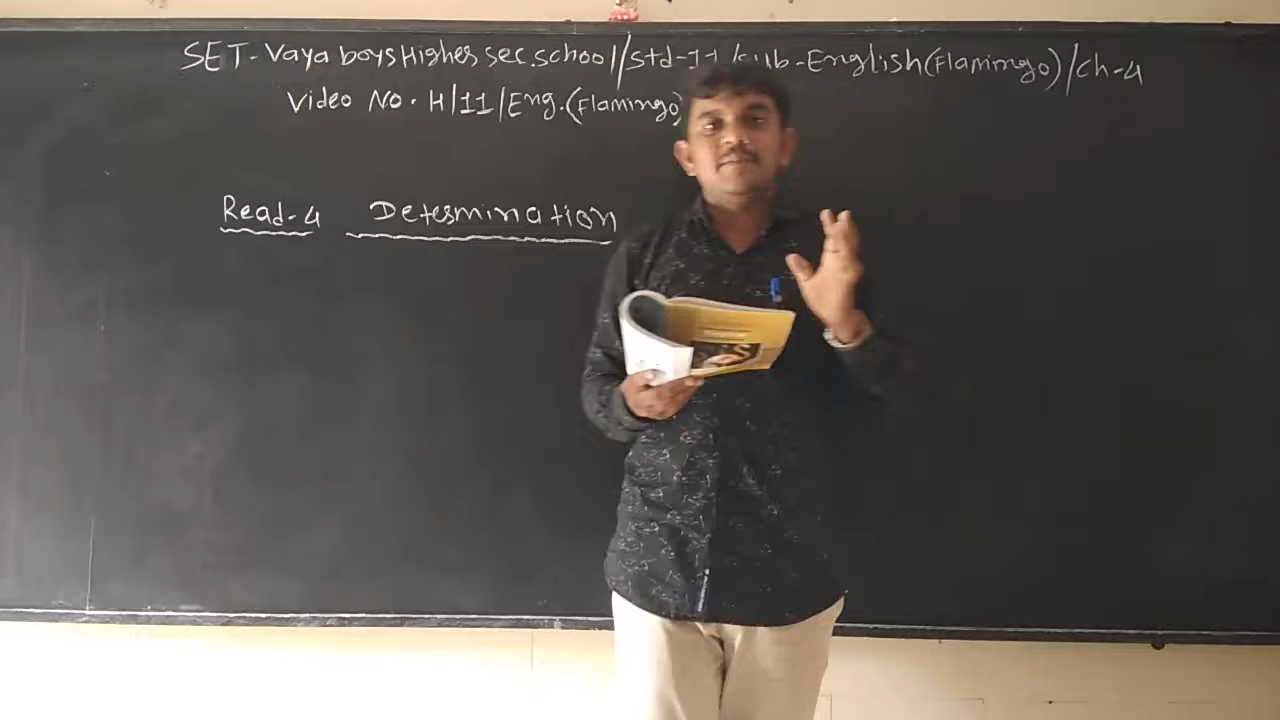 SET-Vaya boys Higher sec.school/std-11/sub-English(Flamingo)/ch-4
Video No. H/11/Eng.(Flamingo)
Read-4 Determination